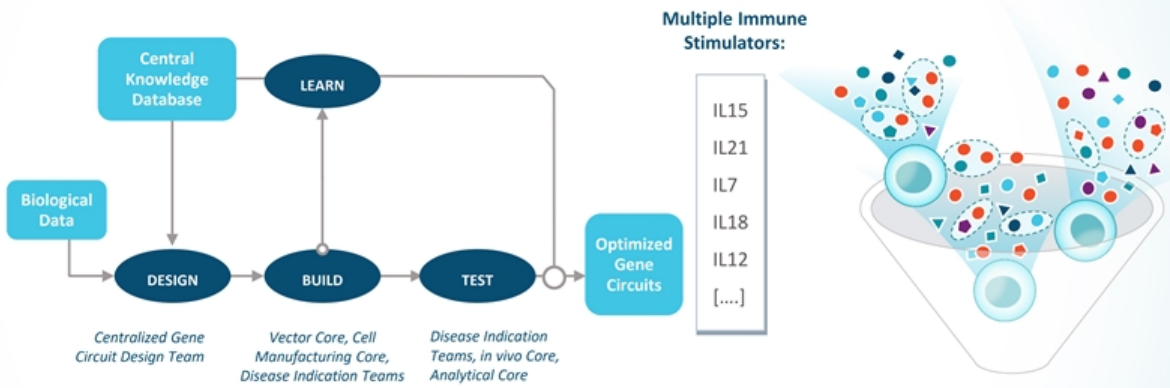 Central
Knowledge
Database
LEARN
Biological
Data
DESIGN
BUILD
TEST
Optimized
Gene
Circuits
Centralized Gene
Circuit Design Team
Vector Core, Cell
Manufacturing Core,
Disease Indication Teams
Disease Indication
Teams, in vivo Core,
Analytical Core
Multiple Immune
Stimulators:
IL15
IL21
IL7
IL18
IL12
[....]